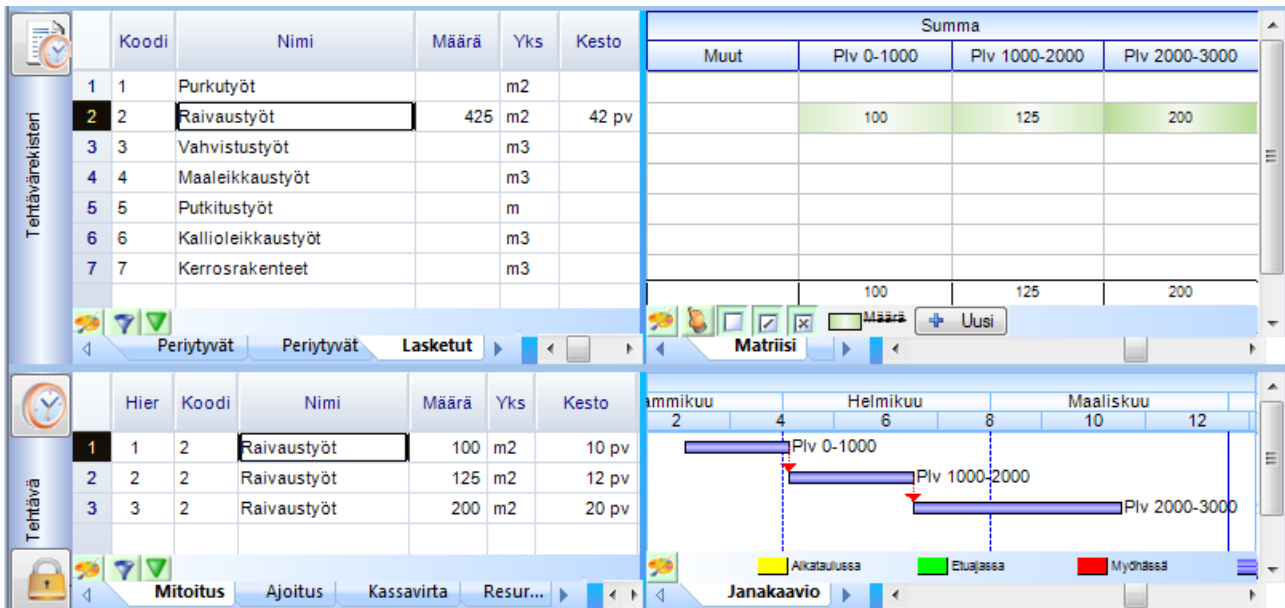 Tehtävärekisteri
Koodi Nimi Määrä Yks Kesto
1 1 Purkutyöt m2
2 2 Raivaustyöt 425 m2 42 pv
3 3 Vahvistustyöt m3
4 4 Maaleikkaustyöt m3
5 5 Putkitustyöt m
6 6 Kallioleikkaustyöt m3
7 7 Kerrosrakenteet m3
Periytyvät Periytyvät Lasketut
Summa
Muut Plv 0-1000 Plv 1000-2000 Plv 2000-3000
100 125 200
100 125 200
Määrä Uusi
Matriisi
Tehtävä
Hier Koodi Nimi Määrä Yks Kesto
1 1 2 Raivaustyöt 100 m2 10 pv
2 2 2 Raivaustyöt 125 m2 12 pv
3 3 2 Raivaustyöt 200 m2 20 pv
Mitoitus Ajoitus Kassavirta Resur...
ammikuu Helmikuu Maaliskuu
2 4 6 8 10 12
Plv 0-1000
Plv 1000-2000
Plv 2000-3000
Aikataulussa Etuajassa Myöhässä
Janakaavio